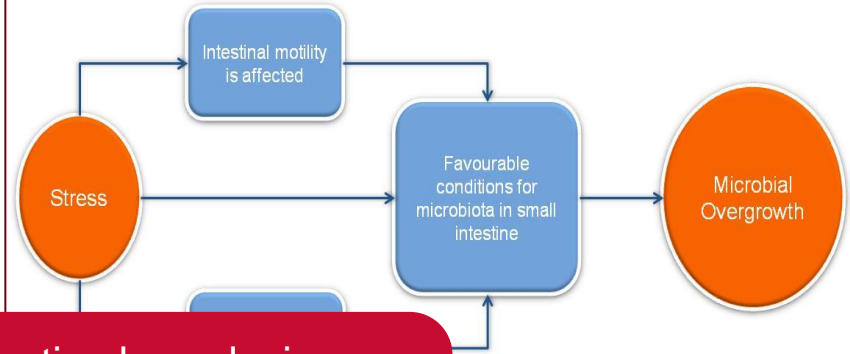 Intestinal motility
is affected
Stress
Favourable
conditions for
microbiota in small
intestine
Microbial
Overgrowth